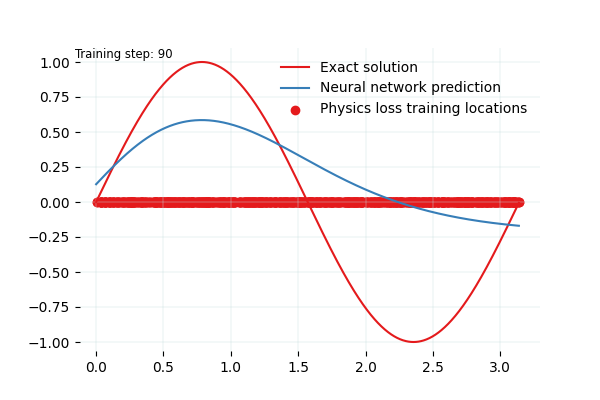 Training step: 90
Exact solution
Neural network prediction
Physics loss training locations
1.00
0.75
0.50
0.25
0.00
−0.25
−0.50
−0.75
−1.00
0.0 0.5 1.0 1.5 2.0 2.5 3.0